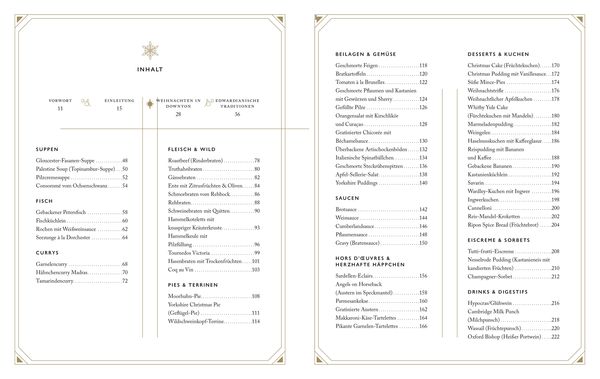 INHALT
VORWORT
11
EINLEITUNG
15
WEIHNACHTEN IN
DOWNTON
28
EDWARDIANISCHE
TRADITIONEN
36
SUPPEN
Gloucester-Fasanen-Suppe 48
Palestine Soup (Topinambur-Suppe) 50
Pilzcremesuppe 52
Consommé vom Ochsenschwanz 54
FISCH
Gebackener Petersfisch 58
Fischküchlein 60
Rochen mit Weißweinsauce 62
Seezunge à la Dorchester 64
CURRYS
Garnelencurry 68
Hähnchencurry Madras 70
Tamarindencurry 72
FLEISCH & WILD
Roastbeef (Rinderbraten) 78
Truthahnbraten 80
Gänsebraten 82
Ente mit Zitrusfrüchten & Oliven 84
Schmorbraten vom Rehbock 86
Rehbraten 88
Schweinebraten mit Quitten 90
Hammelkoteletts mit
knuspriger Kräuterkruste 93
Hammelkeule mit
Pilzfüllung 96
Tournedos Victoria 99
Hasenbraten mit Trockenfrüchten 101
Coq au Vin 103
PIES & TERRINEN
Moorhuhn-Pie 108
Yorkshire Christmas Pie
(Geflügel-Pie) 111
Wildschweinkopf-Terrine 114
BEILAGEN & GEMÜSE
Geschmorte Feigen 118
Bratkartoffeln 120
Tomaten à la Bruxelles 122
Geschmorte Pflaumen und Kastanien
mit Gewürzen und Sherry 124
Gefüllte Pilze 126
Orangensalat mit Kirschlikör
und Curaçao 128
Gratinierter Chicorée mit
Béchamelsauce 130
Überbackene Artischockenböden 132
Italienische Spinatbällchen 134
Geschmorte Steckrübenspitzen 136
Apfel-Sellerie-Salat 138
Yorkshire Puddings 140
SAUCEN
Brotsauce 142
Weinsauce 144
Cumberlandsauce 146
Pflaumensauce 148
Gravy (Bratensauce) 150
HORS D'ŒUVRES &
HERZHAFTE HÄPPCHEN
Sardellen-Eclairs 156
Angels on Horseback
(Austern im Speckmantel) 158
Parmesankekse 160
Gratinierte Austern 162
Makkaroni-Käse-Tartelettes 164
Pikante Garnelen-Tartelettes 166
DESSERTS & KUCHEN
Christmas Cake (Früchtekuchen) 170
Christmas Pudding mit Vanillesauce 172
Süße Mince-Pies 174
Weihnachtstrifle 176
Weihnachtlicher Apfelkuchen 178
Whitby Yule Cake
(Früchtekuchen mit Mandeln) 180
Marmeladenpudding 182
Weingelee 184
Haselnusskuchen mit Kaffeeglasur 186
Reispudding mit Bananen
und Kaffee 188
Gebackene Bananen 190
Kastanienküchlein 192
Savarin 194
Wardley-Kuchen mit Ingwer 196
Ingwerkuchen 198
Cannelloni 200
Reis-Mandel-Kroketten 202
Ripon Spice Bread (Früchtebrot) 204
EISCREME & SORBETS
Tutti-frutti-Eiscreme 208
Nesselrode Pudding (Kastanieneis mit
kandierten Früchten) 210
Champagner-Sorbet 212
DRINKS & DIGESTIFS
Hypocras/Glühwein 216
Cambridge Milk Punch
(Milchpunsch) 218
Wassail (Früchtepunsch) 220
Oxford Bishop (Heißer Portwein) 222